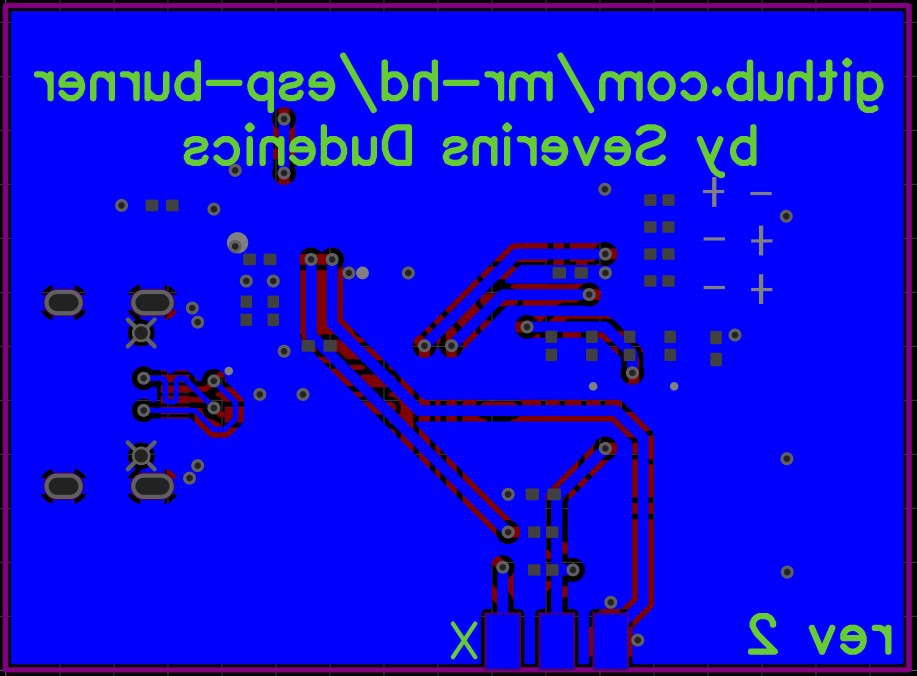 github.com/mr-hd/esp-burner
by Severins Dudenics
+ -
- +
- +
X
rev 2